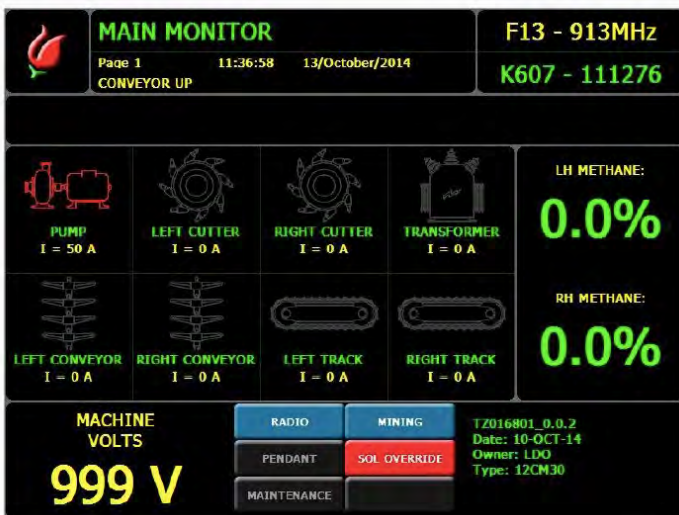 MAIN MONITOR
Page 1 11:36:58 13/October/2014
CONVEYOR UP
F13 - 913MHz
K607 - 111276
PUMP
I = 50 A
LEFT CUTTER
I = 0 A
RIGHT CUTTER
I = 0 A
TRANSFORMER
I = 0 A
LEFT CONVEYOR
I = 0 A
RIGHT CONVEYOR
I = 0 A
LEFT TRACK
I = 0 A
RIGHT TRACK
I = 0 A
LH METHANE:
0.0%
RH METHANE:
0.0%
MACHINE
VOLTS
999 V
RADIO
MINING
PENDANT
SOL OVERRIDE
MAINTENANCE
TZ016801_0.0.2
Date: 10-OCT-14
Owner: LDO
Type: 12CM30